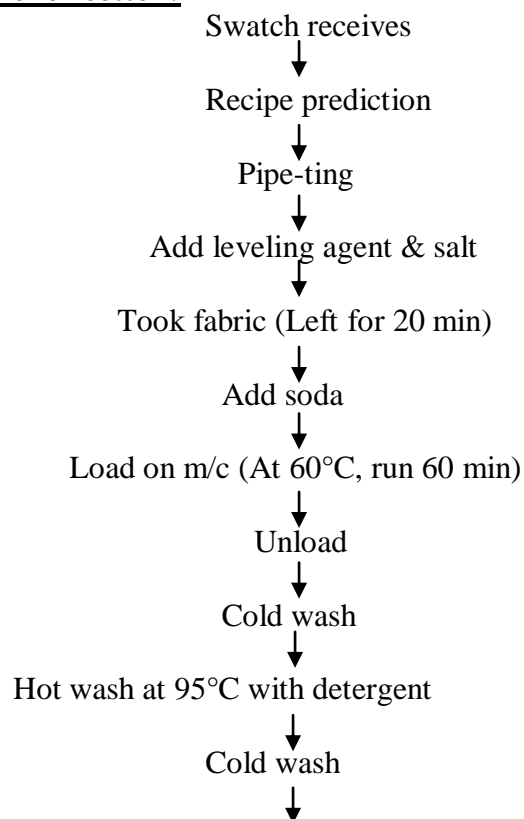 Swatch receives
Recipe prediction
Pipe-ting
Add leveling agent & salt
Took fabric (Left for 20 min)
Add soda
Load on m/c (At 60°C, run 60 min)
Unload
Cold wash
Hot wash at 95°C with detergent
Cold wash